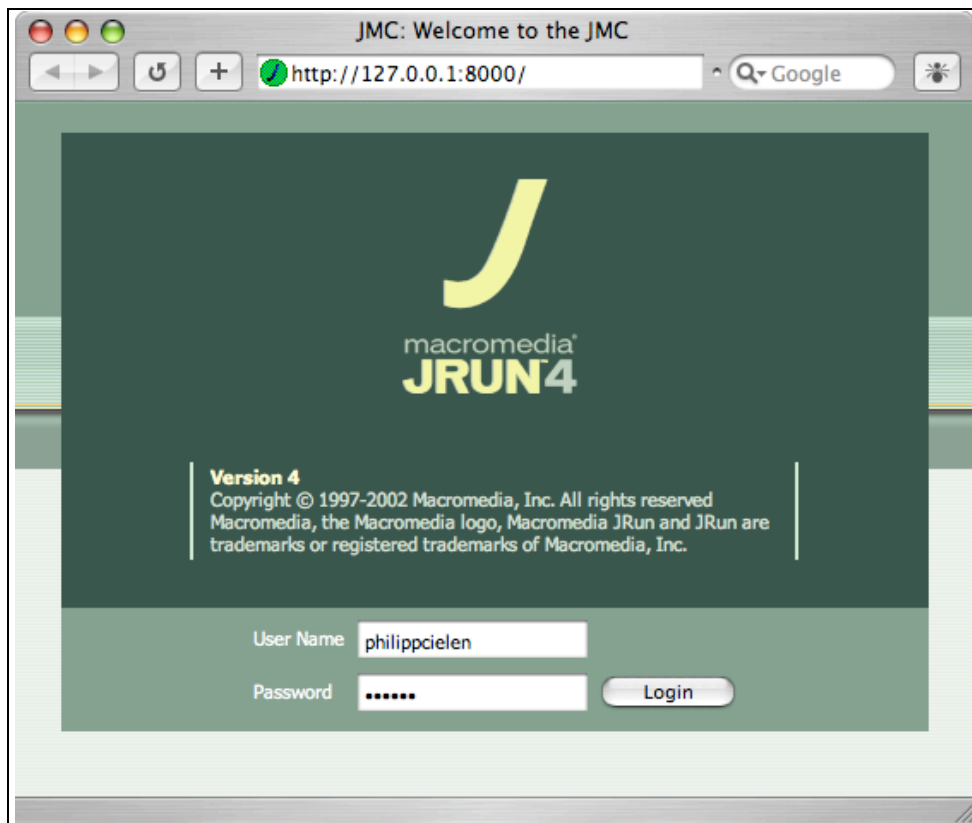 JMC: Welcome to the JMC
http://127.0.0.1:8000/
Google
J
macromedia®
JRUN™4
Version 4
Copyright © 1997-2002 Macromedia, Inc. All rights reserved
Macromedia, the Macromedia logo, Macromedia JRun and JRun are
trademarks or registered trademarks of Macromedia, Inc.
User Name philippcielen
Password ••••••
Login